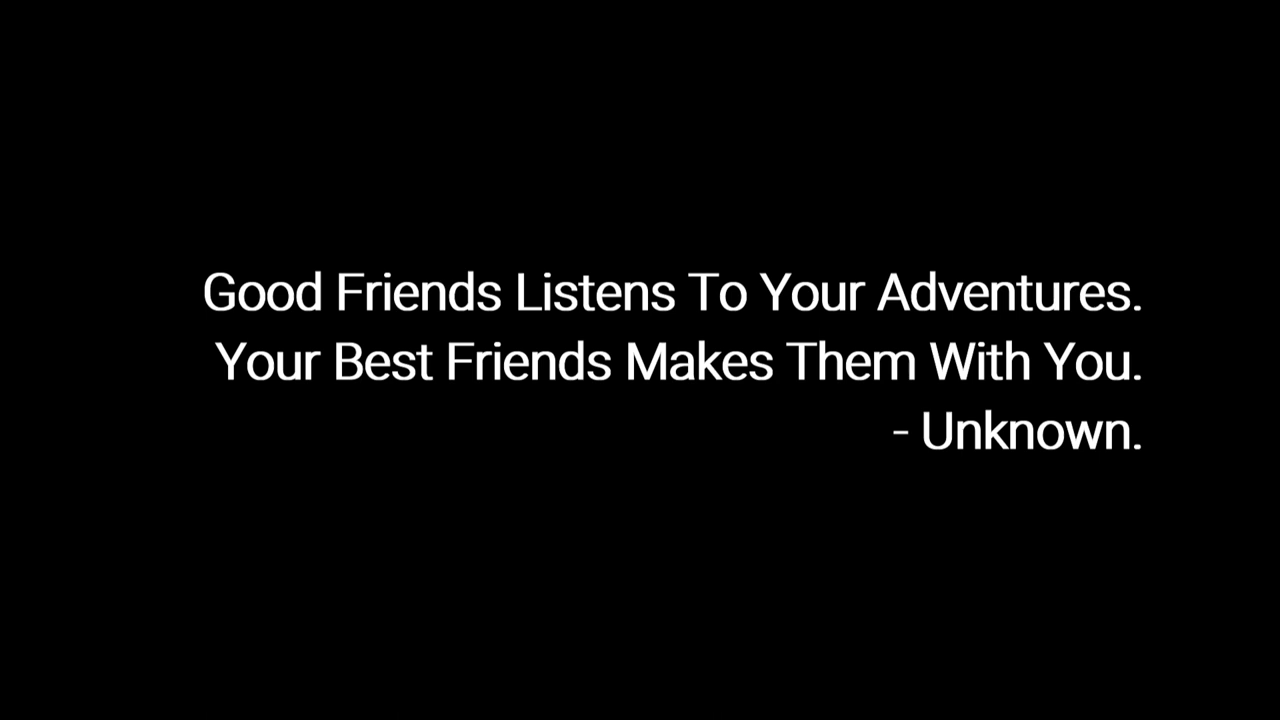 Good Friends Listens To Your Adventures.
Your Best Friends Makes Them With You.
- Unknown.